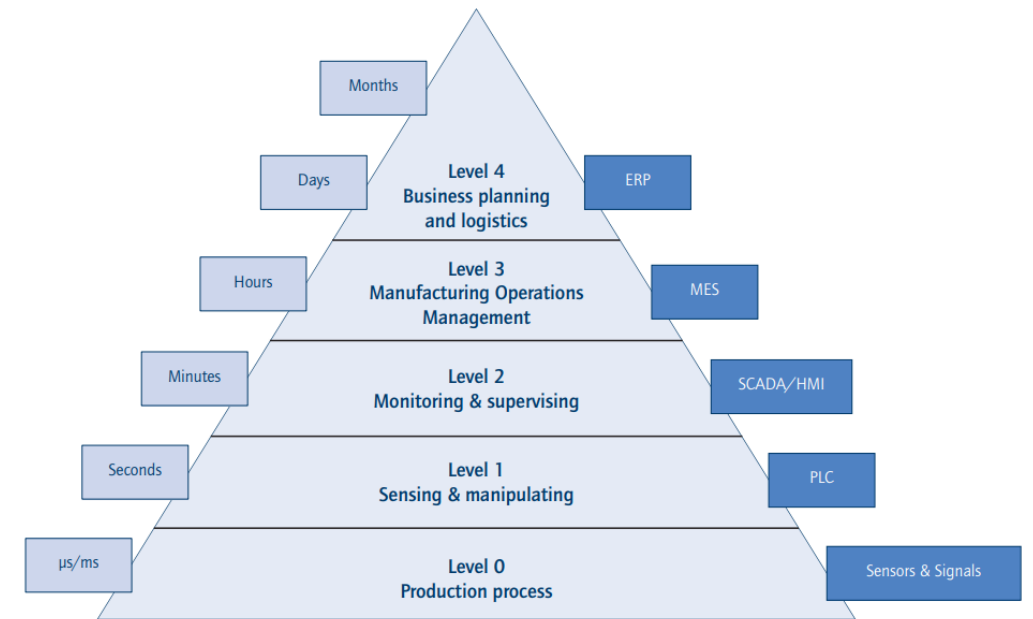 Months
Days
Level 4
Business planning
and logistics
ERP
Hours
Level 3
Manufacturing Operations
Management
MES
Minutes
Level 2
Monitoring & supervising
SCADA/HMI
Seconds
Level 1
Sensing & manipulating
PLC
µs/ms
Level 0
Production process
Sensors & Signals